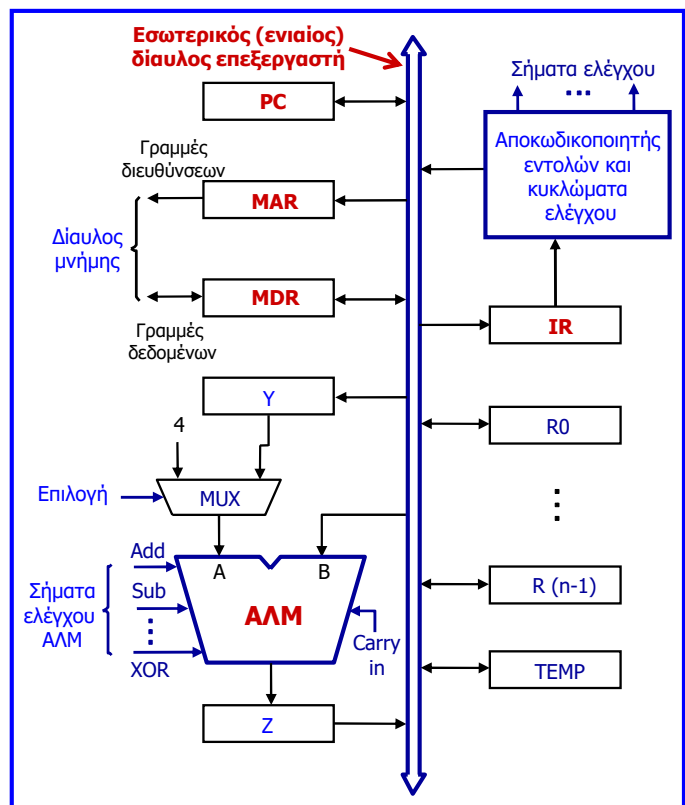 Εσωτερικός (ενιαίος)
δίαυλος επεξεργαστή
Σήματα ελέγχου
...
PC
Αποκωδικοποιητής
εντολών και
κυκλώματα
ελέγχου
Γραμμές
διευθύνσεων
MAR
Δίαυλος
μνήμης
MDR
IR
Γραμμές
δεδομένων
Y
4
R0
Επιλογή
MUX
Add
A
B
Σήματα
ελέγχου
ΑΛΜ
Sub
ΑΛΜ
R (n-1)
XOR
Carry
in
TEMP
Z